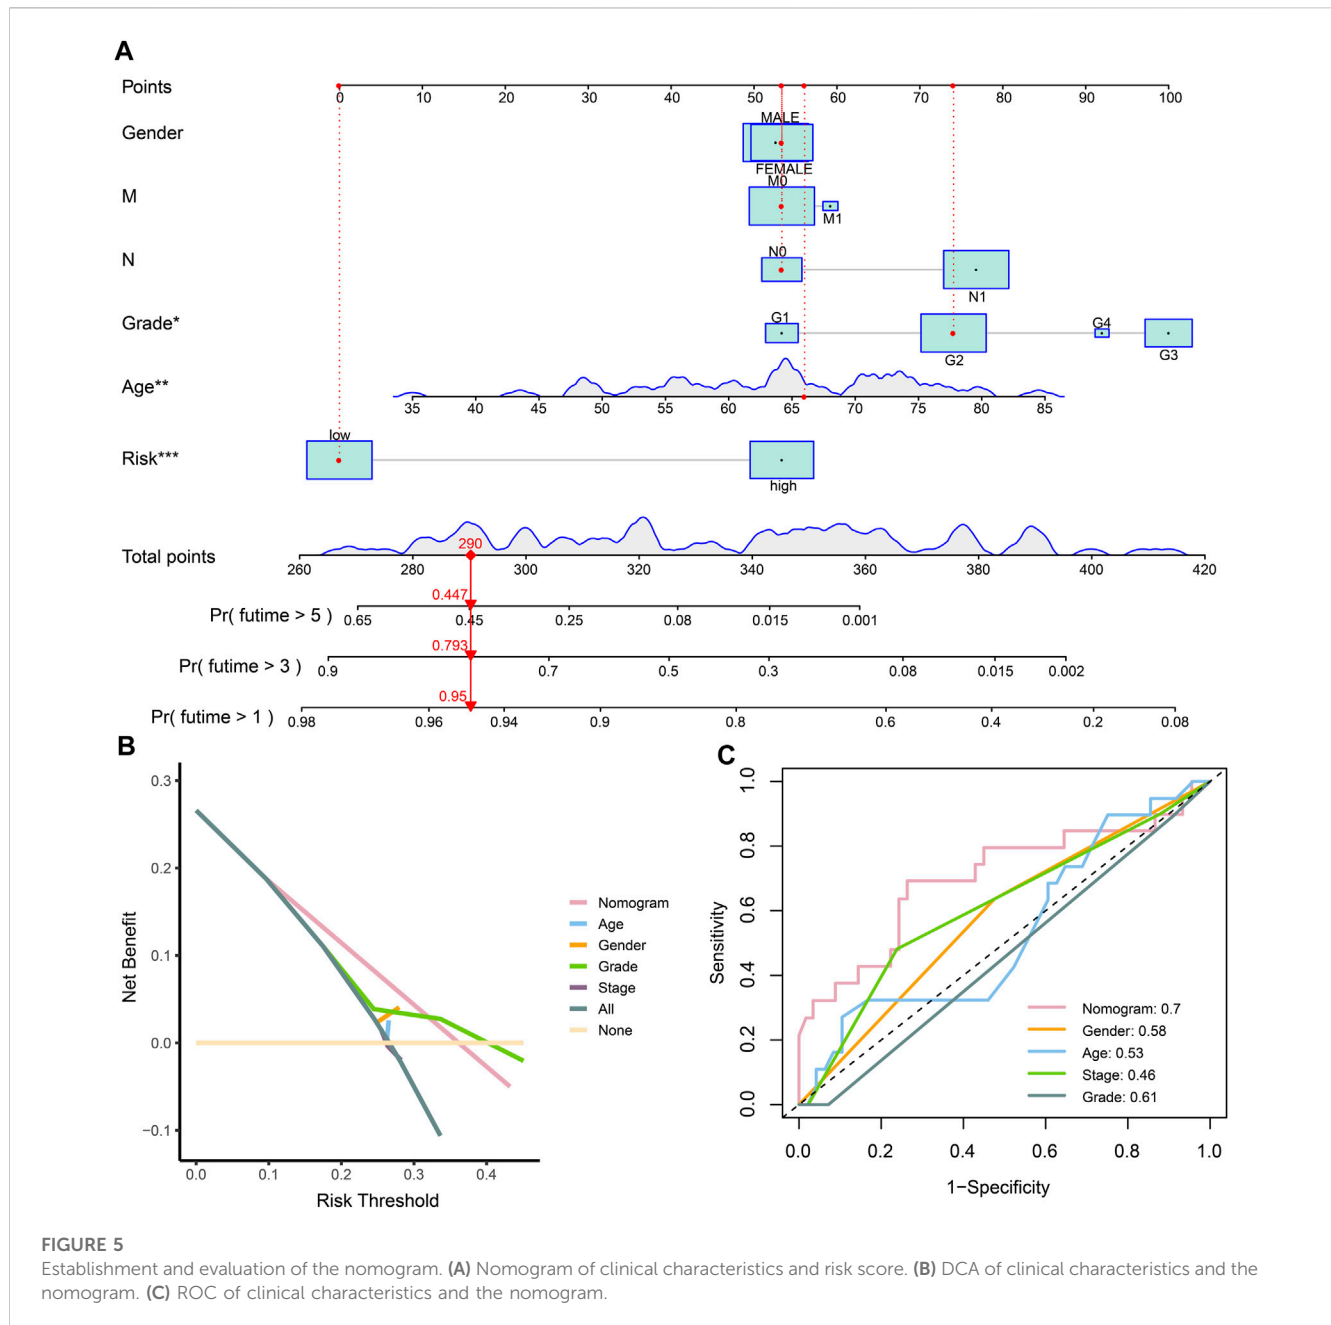 A
Points
0 10 20 30 40 50 60 70 80 90 100
Gender
MALE
FEMALE
M
M0
M1
N
N0
N1
Grade*
G1
G2
G4
G3
Age**
35 40 45 50 55 60 65 70 75 80 85
Risk***
low
high
Total points
290
260 280 300 320 340 360 380 400 420
0.447
Pr( futime > 5 )
0.65 0.45 0.25 0.08 0.015 0.001
0.793
Pr( futime > 3 )
0.9 0.7 0.5 0.3 0.08 0.015 0.002
0.95
Pr( futime > 1 )
0.98 0.96 0.94 0.9 0.8 0.6 0.4 0.2 0.08
B
Net Benefit
0.3
0.2
0.1
0.0
−0.1
0.0 0.1 0.2 0.3 0.4
Risk Threshold
Nomogram
Age
Gender
Grade
Stage
All
None
C
Sensitivity
1.0
0.8
0.6
0.4
0.2
0.0
0.0 0.2 0.4 0.6 0.8 1.0
1−Specificity
Nomogram: 0.7
Gender: 0.58
Age: 0.53
Stage: 0.46
Grade: 0.61
FIGURE 5
Establishment and evaluation of the nomogram. (A) Nomogram of clinical characteristics and risk score. (B) DCA of clinical characteristics and the
nomogram. (C) ROC of clinical characteristics and the nomogram.